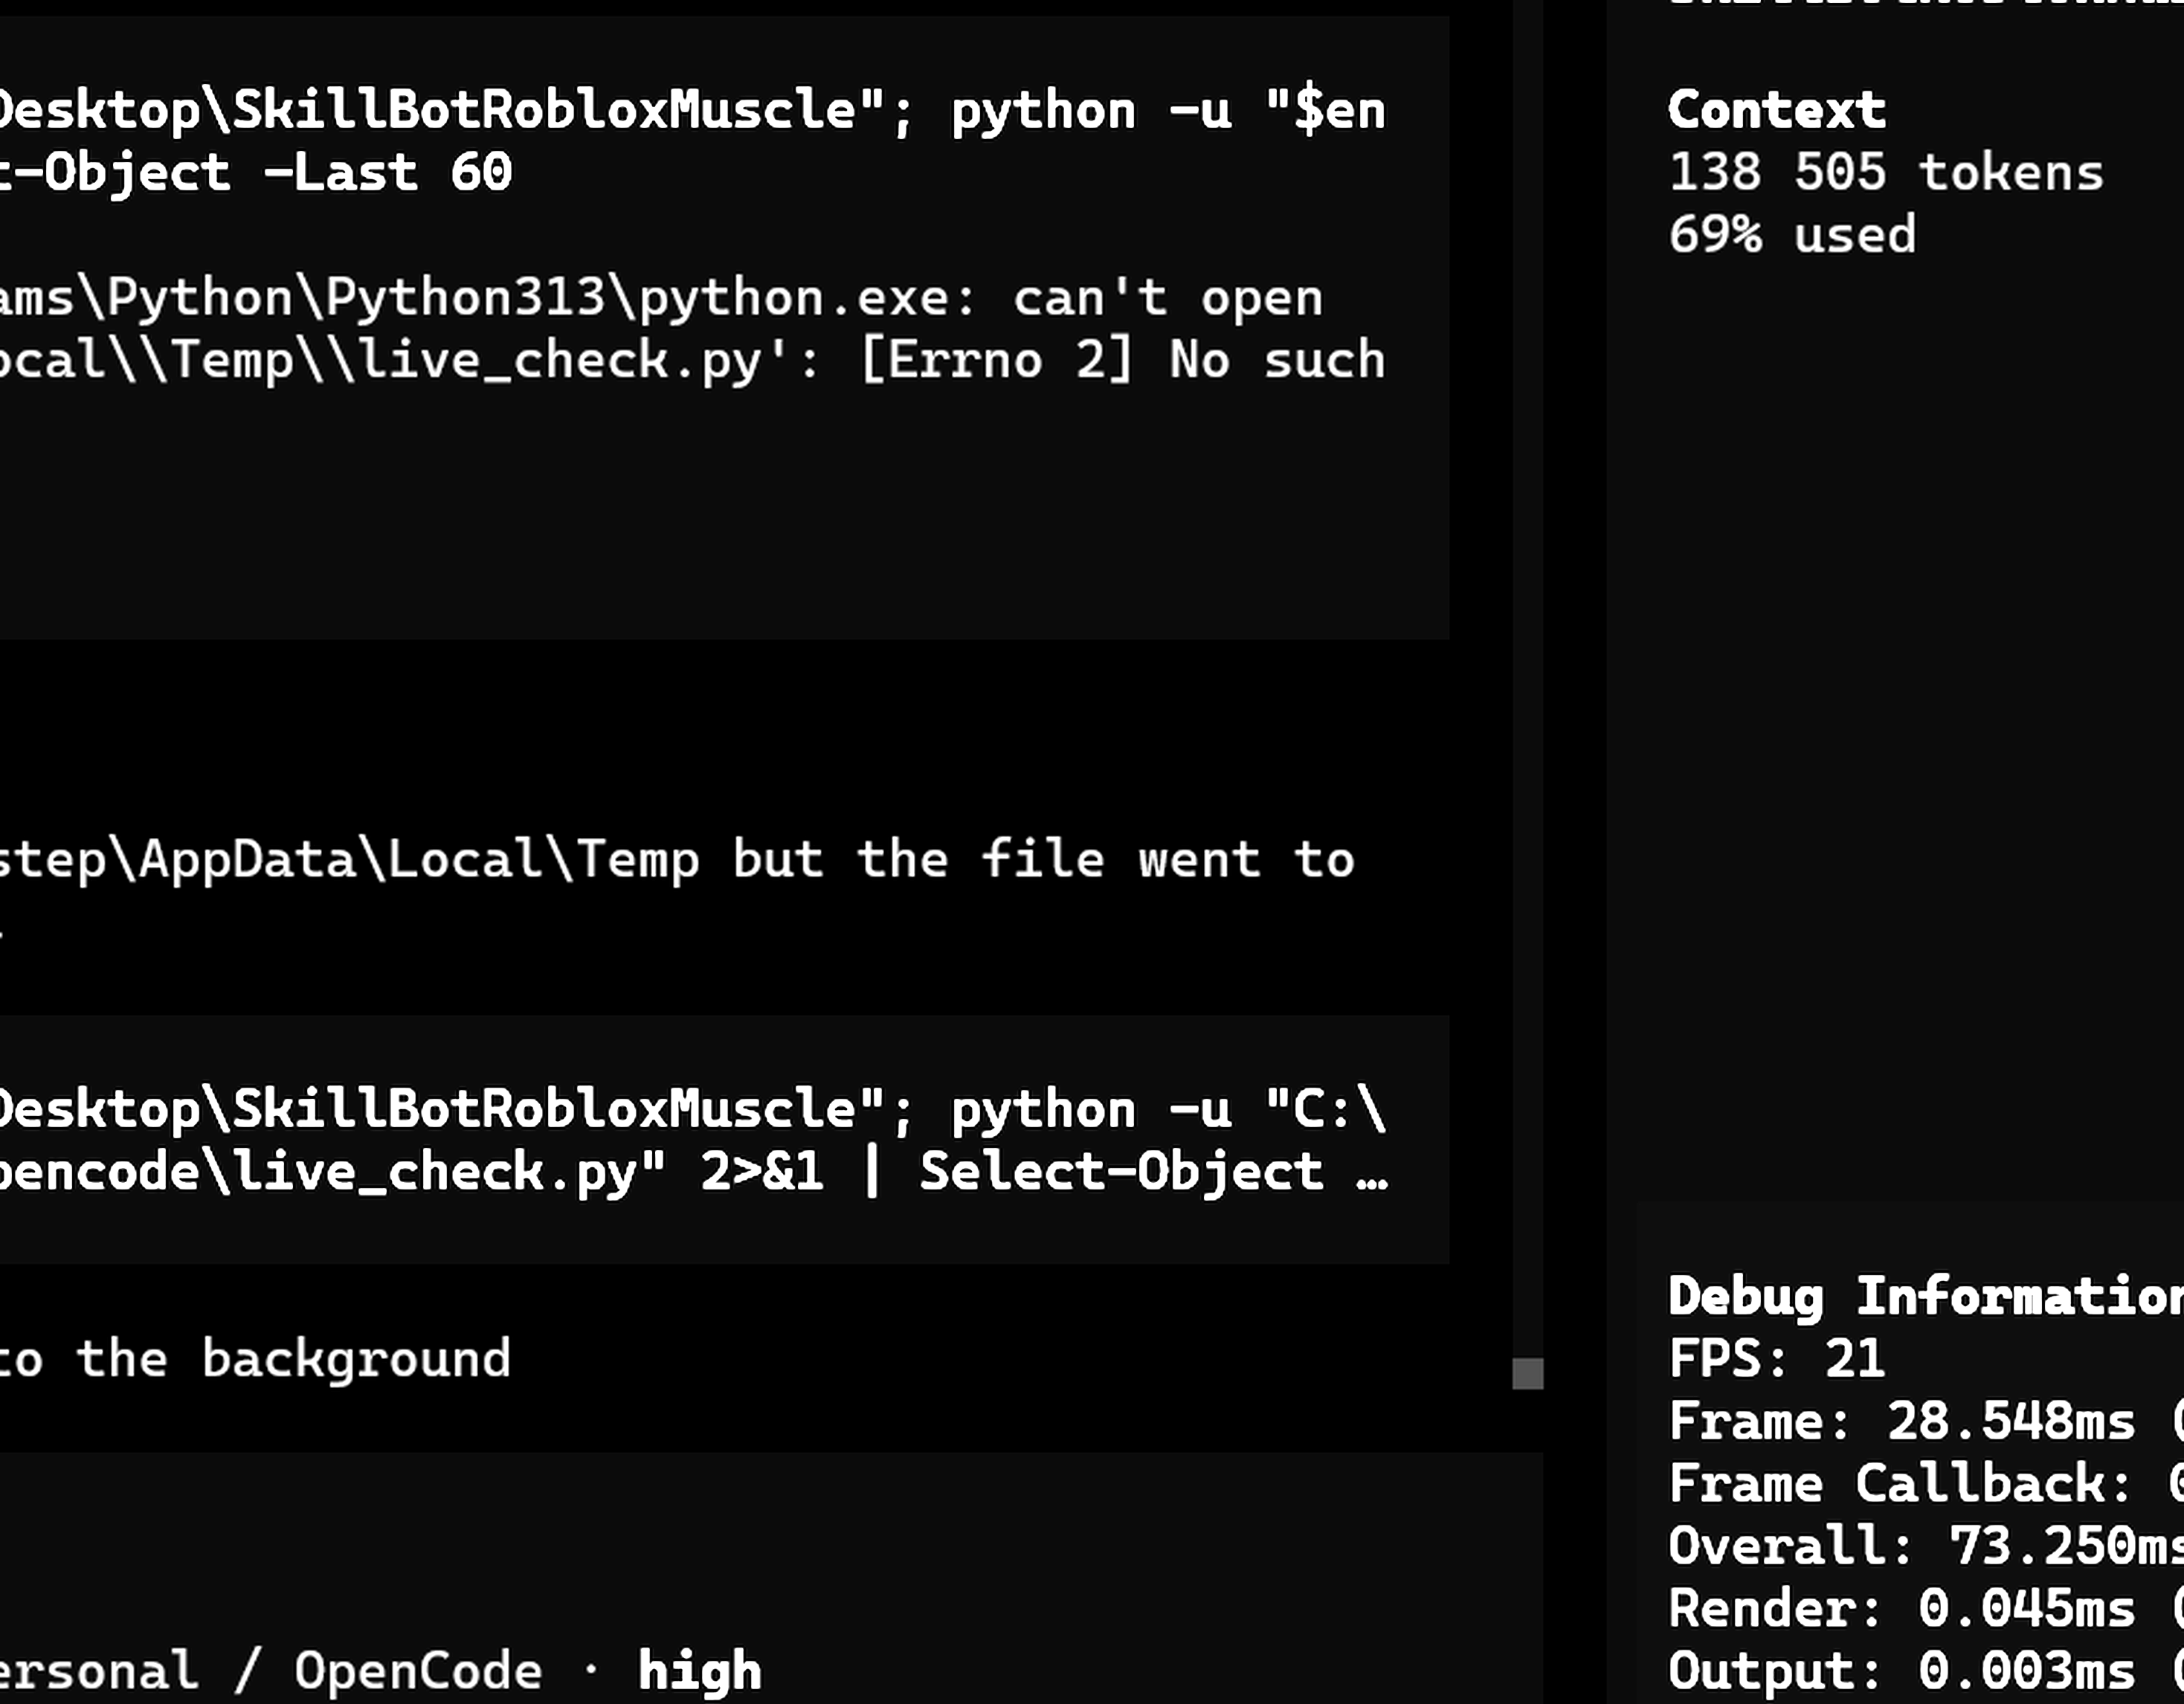 Desktop\SkillBotRobloxMuscle"; python -u "$en
t-Object -Last 60
ams\Python\Python313\python.exe: can't open
ocal\\Temp\\live_check.py': [Errno 2] No such
step\AppData\Local\Temp but the file went to
.
Desktop\SkillBotRobloxMuscle"; python -u "C:\
pencode\live_check.py" 2>&1 | Select-Object …
to the background
ersonal / OpenCode · high
Context
138 505 tokens
69% used
Debug Information
FPS: 21
Frame: 28.548ms (
Frame Callback: 0
Overall: 73.250ms
Render: 0.045ms (
Output: 0.003ms (